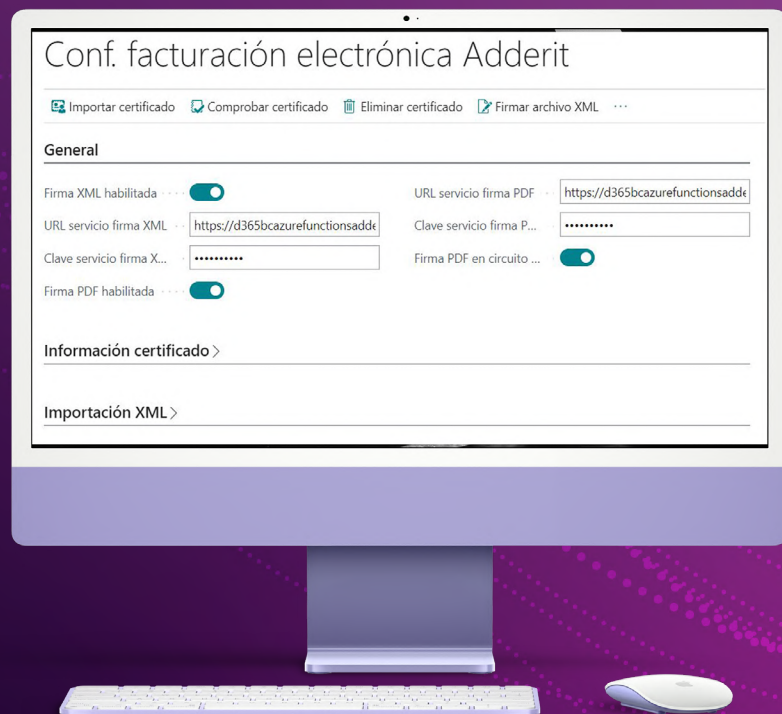 Conf. facturación electrónica Adderit
Importar certificado Comprobar certificado Eliminar certificado Firmar archivo XML ...
General
Firma XML habilitada URL servicio firma PDF https://d365bcazurefunctionsadde
URL servicio firma XML https://d365bcazurefunctionsadde Clave servicio firma P... ••••••••••
Clave servicio firma X... •••••••••• Firma PDF en circuito ...
Firma PDF habilitada
Información certificado >
Importación XML >